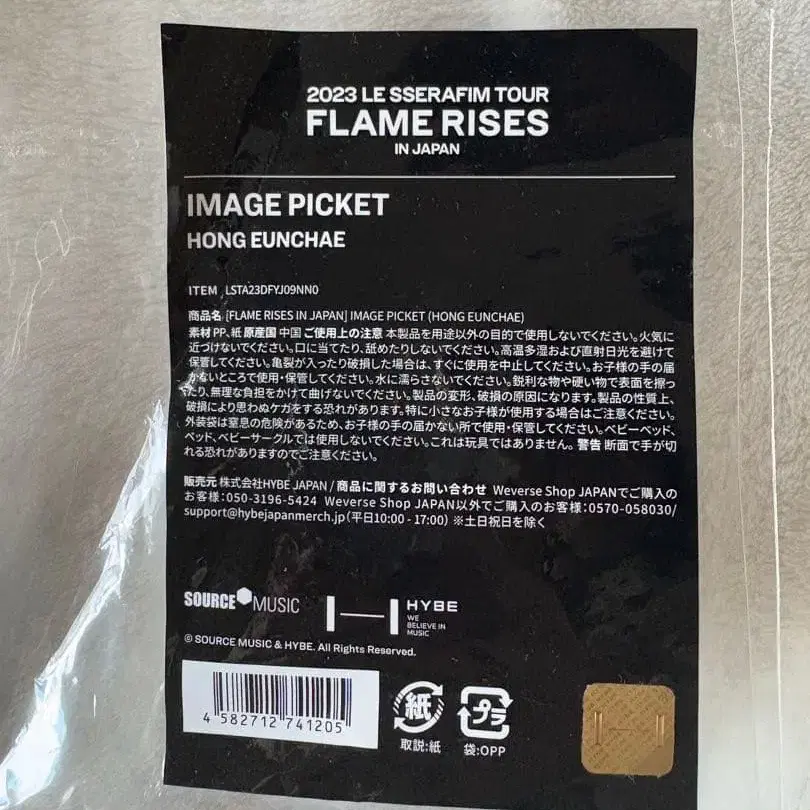 2023 LE SSERAFIM TOUR
FLAME RISES
IN JAPAN
IMAGE PICKET
HONG EUNCHAE
ITEM LSTA23DFYJ09NN0
商品名 [FLAME RISES IN JAPAN] IMAGE PICKET (HONG EUNCHAE)
素材 PP、紙 原産国 中国 ご使用上の注意 本製品を用途以外の目的で使用しないでください。火気に
近づけないでください。口に当てたり、舐めたりしないでください。高温多湿および直射日光を避けて
保管してください。亀裂が入ったり破損した場合は、すぐに使用を中止してください。お子様の手の届
かないところで使用・保管してください。水に濡らさないでください。鋭利な物や硬い物で表面を擦っ
たり、無理な負担をかけて曲げないでください。製品の変形、破損の原因になります。製品の性質上、
破損により思わぬケガをする恐れがあります。特に小さなお子様が使用する場合はご注意ください。
外装袋は窒息の危険があるため、お子様の手の届かない所で使用・保管してください。ベビーベッド、
ベッド、ベビーサークルでは使用しないでください。これは玩具ではありません。警告 断面で手が切
れる恐れがありますのでご注意ください。
販売元 株式会社HYBE JAPAN / 商品に関するお問い合わせ Weverse Shop JAPANでご購入の
お客様:050-3196-5424 Weverse Shop JAPAN以外でご購入のお客様:0570-058030/
support@hybejapanmerch.jp(平日10:00 - 17:00) ※土日祝日を除く
SOURCE MUSIC
HYBE
WE
BELIEVE IN
MUSIC
© SOURCE MUSIC & HYBE. All Rights Reserved.
4 582712 741205
紙
取説:紙
プラ
袋:OPP